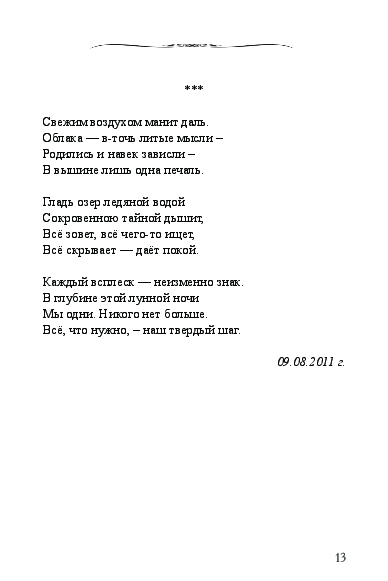 ***
Свежим воздухом манит даль.
Облака — в-точь литые мысли –
Родились и навек зависли –
В вышине лишь одна печаль.
Гладь озер ледяной водой
Сокровенною тайной дышит,
Всё зовет, всё чего-то ищет,
Всё скрывает — даёт покой.
Каждый всплеск — неизменно знак.
В глубине этой лунной ночи
Мы одни. Никого нет больше.
Всё, что нужно, – наш твердый шаг.
09.08.2011 г.
13